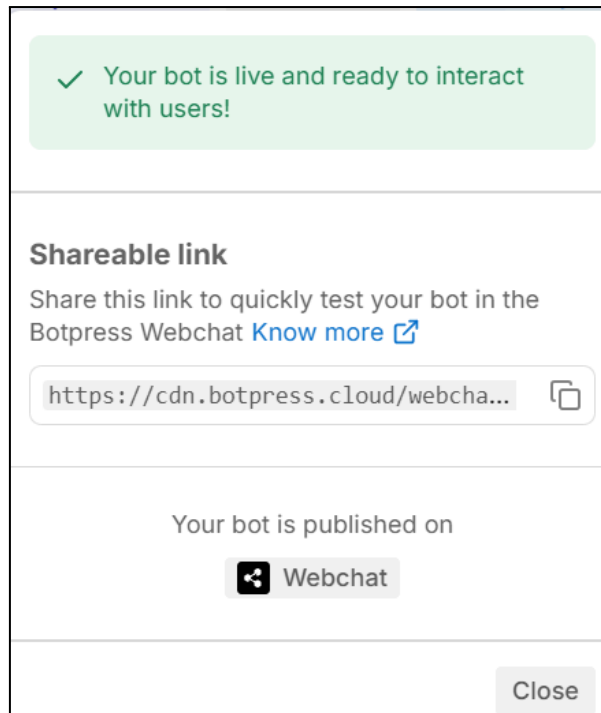 Your bot is live and ready to interact
with users!
Shareable link
Share this link to quickly test your bot in the
Botpress Webchat Know more
https://cdn.botpress.cloud/webcha...
Your bot is published on
Webchat
Close